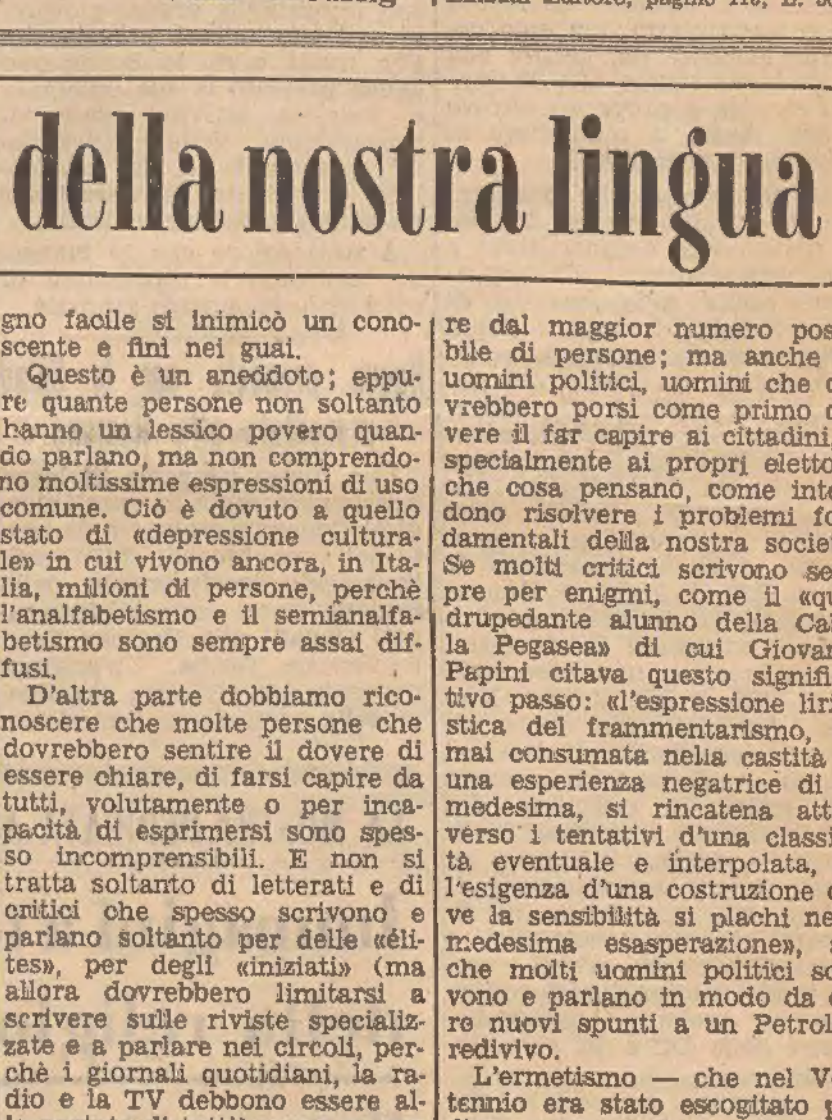 della nostra lingua
gno facile si inimicò un cono-
scente e finì nei guai.
Questo è un aneddoto; eppu-
re quante persone non soltanto
hanno un lessico povero quan-
do parlano, ma non comprendo-
no moltissime espressioni di uso
comune. Ciò è dovuto a quello
stato di «depressione cultura-
le» in cui vivono ancora, in Ita-
lia, milioni di persone, perchè
l'analfabetismo e il semianalfa-
betismo sono sempre assai dif-
fusi.
D'altra parte dobbiamo rico-
noscere che molte persone che
dovrebbero sentire il dovere di
essere chiare, di farsi capire da
tutti, volutamente o per inca-
pacità di esprimersi sono spes-
so incomprensibili. E non si
tratta soltanto di letterati e di
critici che spesso scrivono e
parlano soltanto per delle «éli-
tes», per degli «iniziati» (ma
allora dovrebbero limitarsi a
scrivere sulle riviste specializ-
zate e a parlare nei circoli, per-
chè i giornali quotidiani, la ra-
dio e la TV debbono essere al-
re dal maggior numero pos
bile di persone; ma anche
uomini politici, uomini che
vrebbero porsi come primo
vere il far capire ai cittadini,
specialmente ai propri eletto
che cosa pensano, come inte
dono risolvere i problemi fo
damentali della nostra socie
Se molti critici scrivono se
pre per enigmi, come il «qu
drupedante alunno della Ca
la Pegasea» di cui Giovan
Papini citava questo signifi
tivo passo: «l'espressione liri
stica del frammentarismo,
mai consumata nella castità
una esperienza negatrice di
medesima, si rincatena att
verso i tentativi d'una classi
tà eventuale e interpolata,
l'esigenza d'una costruzione
ve la sensibilità si plachi ne
medesima esasperazione»,
che molti uomini politici sc
vono e parlano in modo da
re nuovi spunti a un Petrol
redivivo.
L'ermetismo — che nel V
tennio era stato escogitato